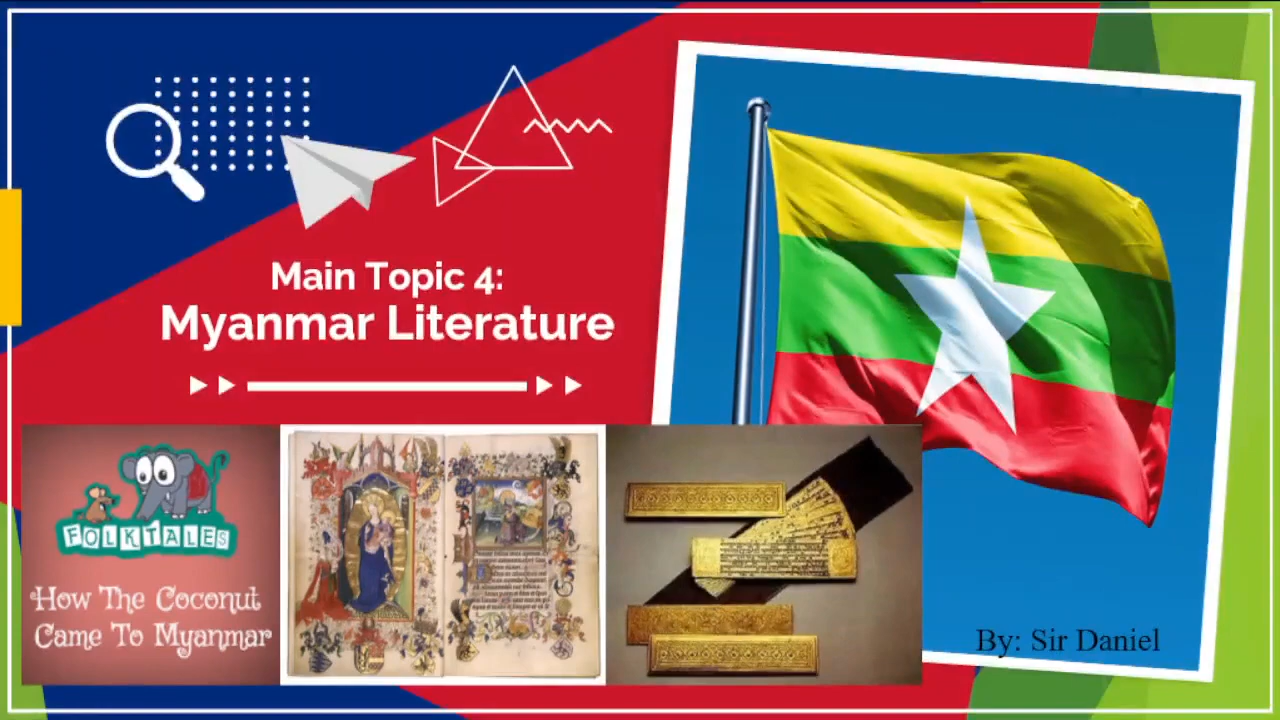 Main Topic 4:
Myanmar Literature
FOLKTALES
How The Coconut
Came To Myanmar
By: Sir Daniel